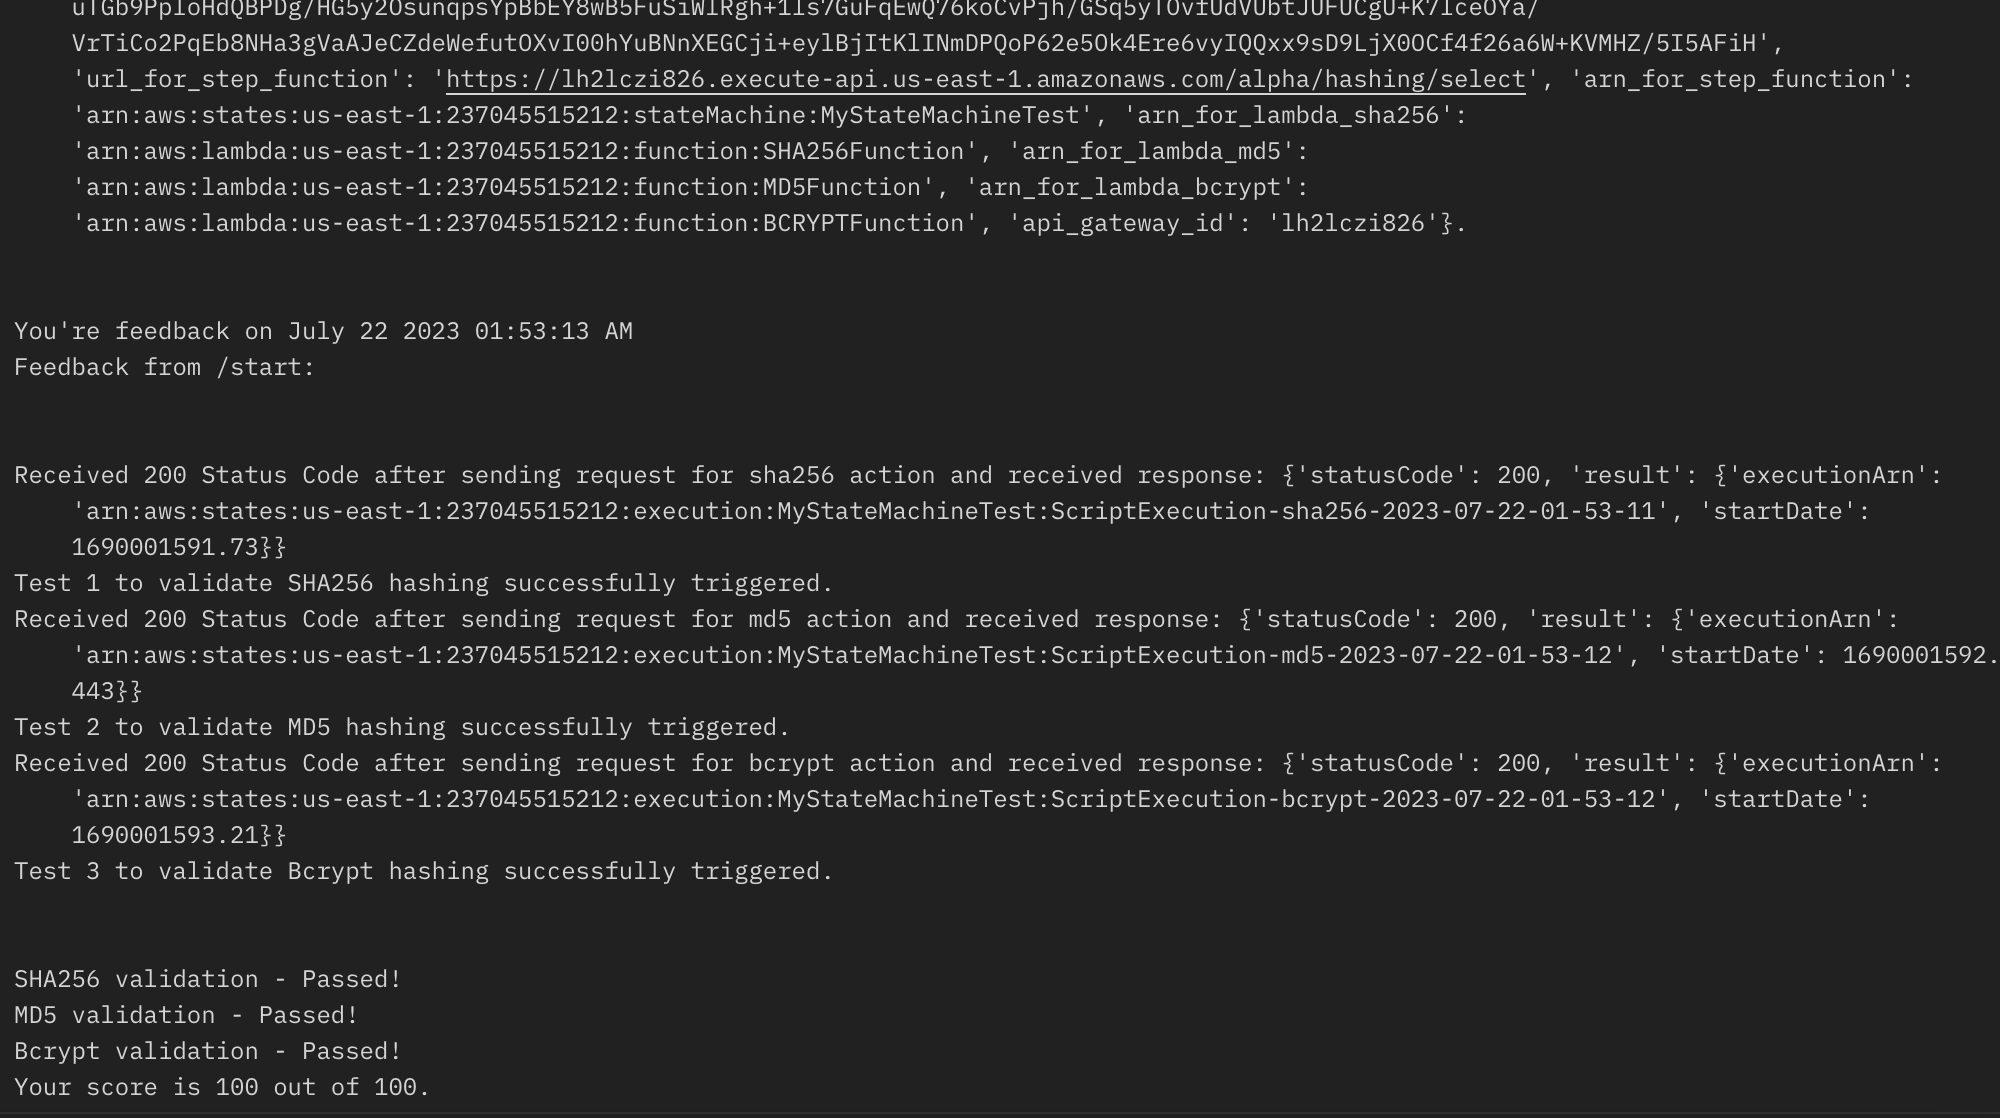 uTGb9PploHdQBPDg/HG5y2OsunqpsYpBbEY8wB5FuSiWlRgh+1ls7GuFqEwQ76koCvPjh/GSq5yTOvfUdVUbtJUFUCgU+K7lceOYa/
VrTiCo2PqEb8NHa3gVaAJeCZdeWefutOXvI00hYuBNnXEGCji+eylBjItKlINmDPQoP62e5Ok4Ere6vyIQQxx9sD9LjX0OCf4f26a6W+KVMHZ/5I5AFiH',
'url_for_step_function': 'https://lh2lczi826.execute-api.us-east-1.amazonaws.com/alpha/hashing/select', 'arn_for_step_function':
'arn:aws:states:us-east-1:237045515212:stateMachine:MyStateMachineTest', 'arn_for_lambda_sha256':
'arn:aws:lambda:us-east-1:237045515212:function:SHA256Function', 'arn_for_lambda_md5':
'arn:aws:lambda:us-east-1:237045515212:function:MD5Function', 'arn_for_lambda_bcrypt':
'arn:aws:lambda:us-east-1:237045515212:function:BCRYPTFunction', 'api_gateway_id': 'lh2lczi826'}.
You're feedback on July 22 2023 01:53:13 AM
Feedback from /start:
Received 200 Status Code after sending request for sha256 action and received response: {'statusCode': 200, 'result': {'executionArn':
'arn:aws:states:us-east-1:237045515212:execution:MyStateMachineTest:ScriptExecution-sha256-2023-07-22-01-53-11', 'startDate':
1690001591.73}}
Test 1 to validate SHA256 hashing successfully triggered.
Received 200 Status Code after sending request for md5 action and received response: {'statusCode': 200, 'result': {'executionArn':
'arn:aws:states:us-east-1:237045515212:execution:MyStateMachineTest:ScriptExecution-md5-2023-07-22-01-53-12', 'startDate': 1690001592.
443}}
Test 2 to validate MD5 hashing successfully triggered.
Received 200 Status Code after sending request for bcrypt action and received response: {'statusCode': 200, 'result': {'executionArn':
'arn:aws:states:us-east-1:237045515212:execution:MyStateMachineTest:ScriptExecution-bcrypt-2023-07-22-01-53-12', 'startDate':
1690001593.21}}
Test 3 to validate Bcrypt hashing successfully triggered.
SHA256 validation - Passed!
MD5 validation - Passed!
Bcrypt validation - Passed!
Your score is 100 out of 100.